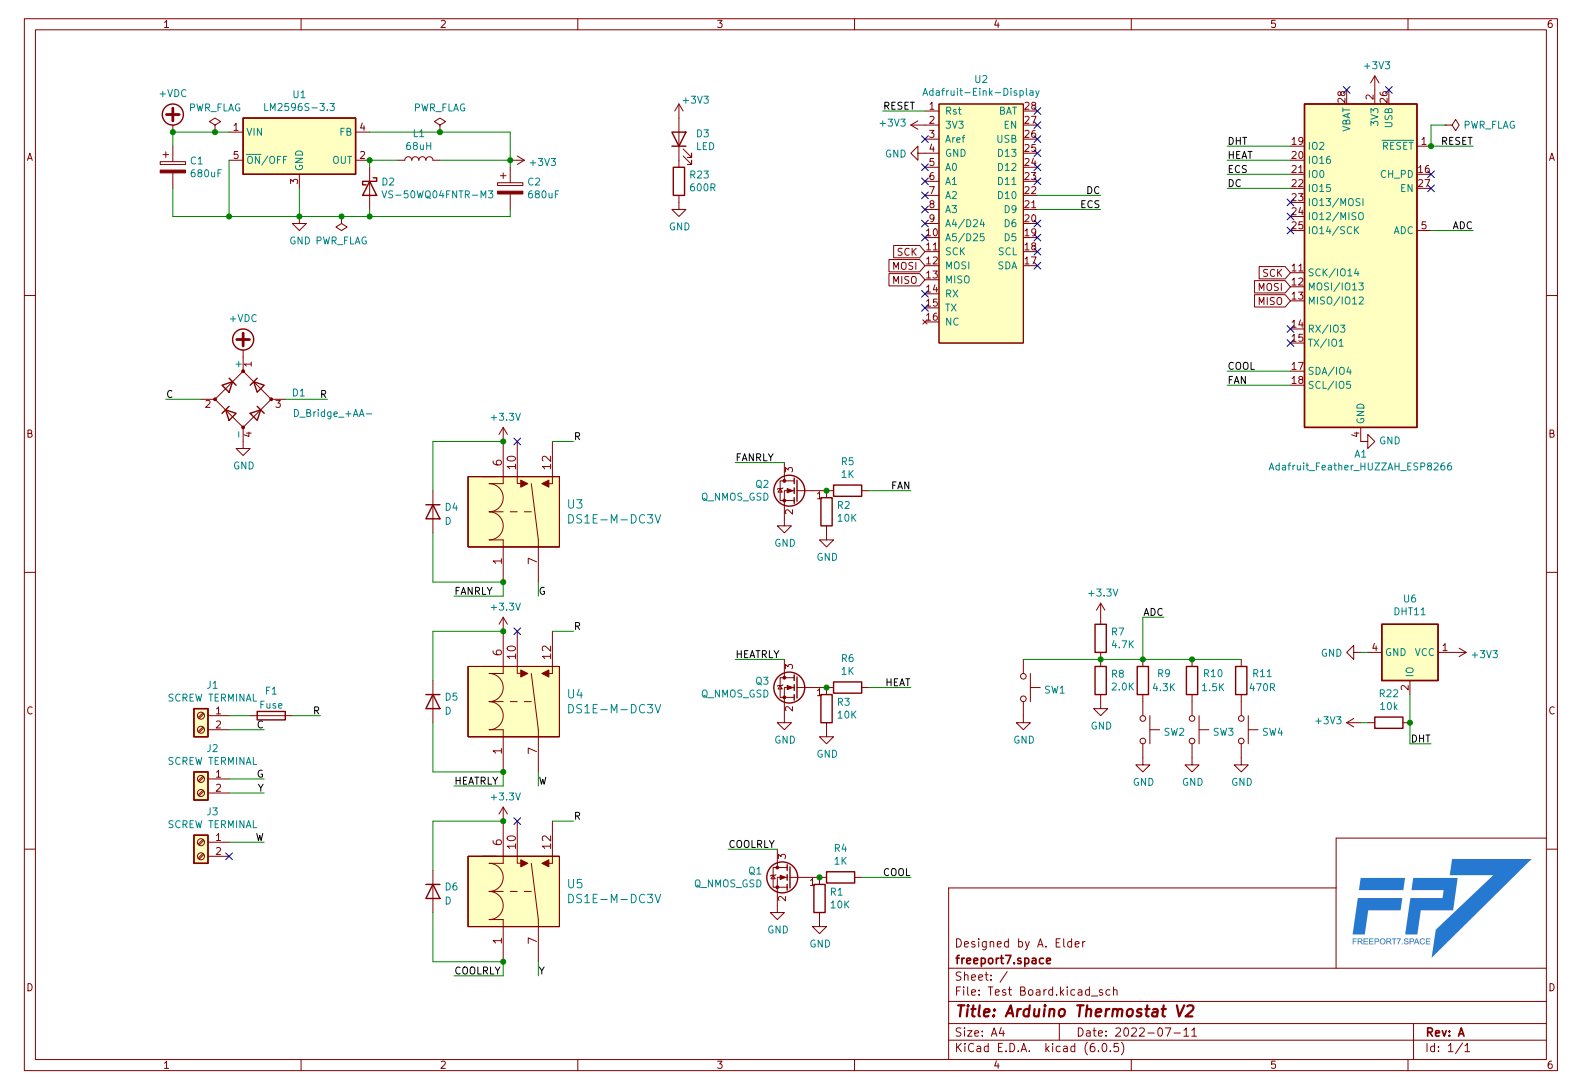 1 2 3 4 5 6
A
B
C
D
+VDC
PWR_FLAG
U1
LM2596S-3.3
1 VIN
5 ON/OFF
GND
3
FB 4
OUT 2
PWR_FLAG
L1
68uH
+3V3
C1
680uF
D2
VS-50WQ04FNTR-M3
C2
680uF
GND
PWR_FLAG
+3V3
D3
LED
R23
600R
GND
U2
Adafruit-Eink-Display
RESET 1 Rst
+3V3 2 3V3
3 Aref
GND 4 GND
5 A0
6 A1
7 A2
8 A3
9 A4/D24
10 A5/D25
SCK 11 SCK
MOSI 12 MOSI
MISO 13 MISO
14 RX
15 TX
16 NC
BAT 28
EN 27
USB 26
D13 25
D12 24
D11 23
D10 22 DC
D9 21 ECS
D6 20
D5 19
SCL 18
SDA 17
+3V3
28 VBAT
2 3V3
26 USB
DHT 19 IO2
HEAT 20 IO16
ECS 21 IO0
DC 22 IO15
23 IO13/MOSI
24 IO12/MISO
25 IO14/SCK
SCK 11 SCK/IO14
MOSI 12 MOSI/IO13
MISO 13 MISO/IO12
14 RX/IO3
15 TX/IO1
COOL 17 SDA/IO4
FAN 18 SCL/IO5
PWR_FLAG
RESET 1 RESET
CH_PD 16
EN 27
ADC 5 ADC
GND
4 GND
A1
Adafruit_Feather_HUZZAH_ESP8266
+VDC
+ 1
C 2
3 R
- 4
D1
D_Bridge_+AA-
GND
+3.3V
R
6 10 12
D4
D
U3
DS1E-M-DC3V
1 7
FANRLY G
+3.3V
R
6 10 12
D5
D
U4
DS1E-M-DC3V
1 7
HEATRLY W
+3.3V
R
6 10 12
D6
D
U5
DS1E-M-DC3V
1 7
COOLRLY Y
FANRLY
3
Q2
Q_NMOS_GSD
1
2
GND
R5
1K
FAN
R2
10K
GND
HEATRLY
3
Q3
Q_NMOS_GSD
1
2
GND
R6
1K
HEAT
R3
10K
GND
COOLRLY
3
Q1
Q_NMOS_GSD
1
2
GND
R4
1K
COOL
R1
10K
GND
J1
SCREW TERMINAL
1
2
F1
Fuse
R
C
J2
SCREW TERMINAL
1 G
2 Y
J3
SCREW TERMINAL
1 W
2
+3.3V
R7
4.7K
ADC
SW1
GND
R8
2.0K
GND
R9
4.3K
SW2
GND
R10
1.5K
SW3
GND
R11
470R
SW4
GND
U6
DHT11
GND 4 GND
VCC 1 +3V3
IO
2
R22
10k
+3V3
DHT
FP7
FREEPORT7.SPACE
Designed by A. Elder
freeport7.space
Sheet: /
File: Test Board.kicad_sch
Title: Arduino Thermostat V2
Size: A4 Date: 2022-07-11 Rev: A
KiCad E.D.A. kicad (6.0.5) Id: 1/1
A
B
C
D
1 2 3 4 5 6